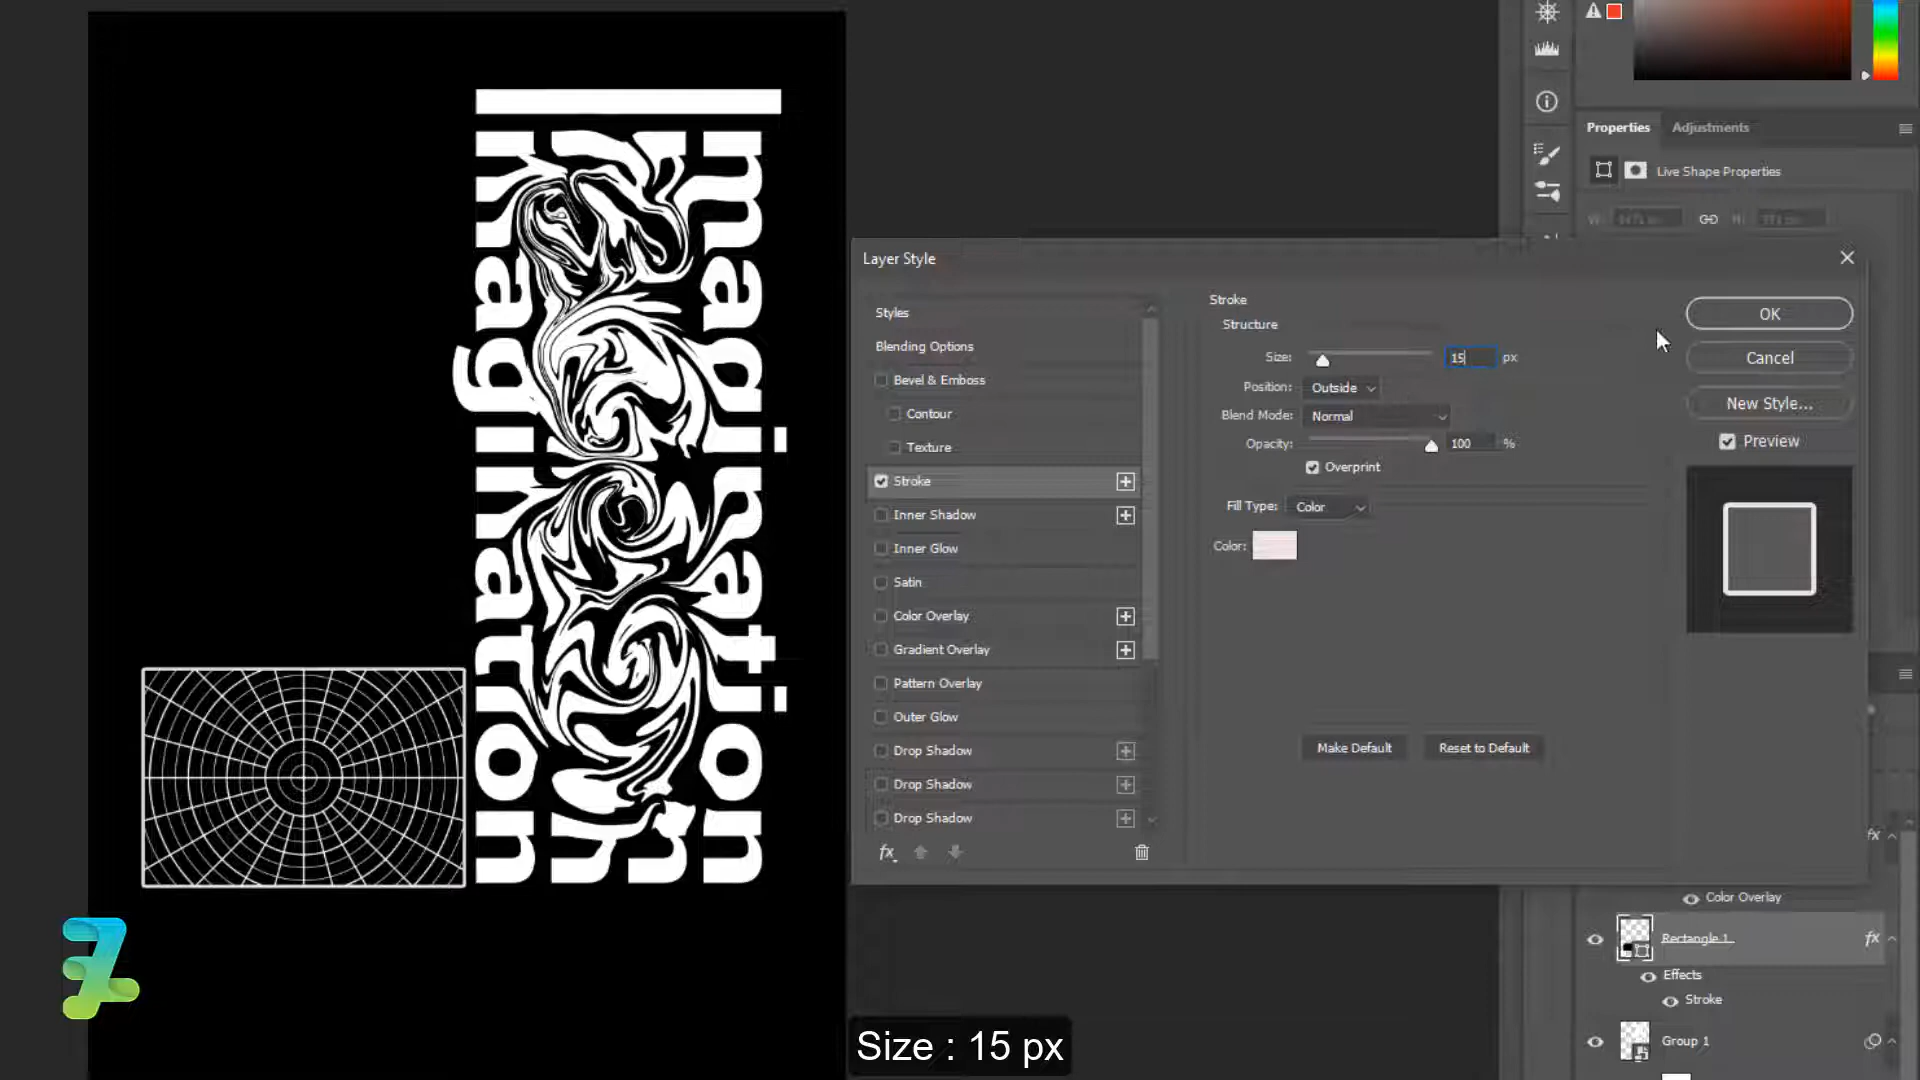 Imagination
Imagination
Properties
Adjustments
Live Shape Properties
W:
H:
Layer Style
Styles
Blending Options
Bevel & Emboss
Contour
Texture
Stroke
Inner Shadow
Inner Glow
Satin
Color Overlay
Gradient Overlay
Pattern Overlay
Outer Glow
Drop Shadow
Drop Shadow
Drop Shadow
fx
Stroke
Structure
Size: 15 px
Position: Outside
Blend Mode: Normal
Opacity: 100 %
Overprint
Fill Type: Color
Color:
Make Default
Reset to Default
OK
Cancel
New Style...
Preview
fx
Color Overlay
Rectangle 1
fx
Effects
Stroke
Group 1
Size : 15 px